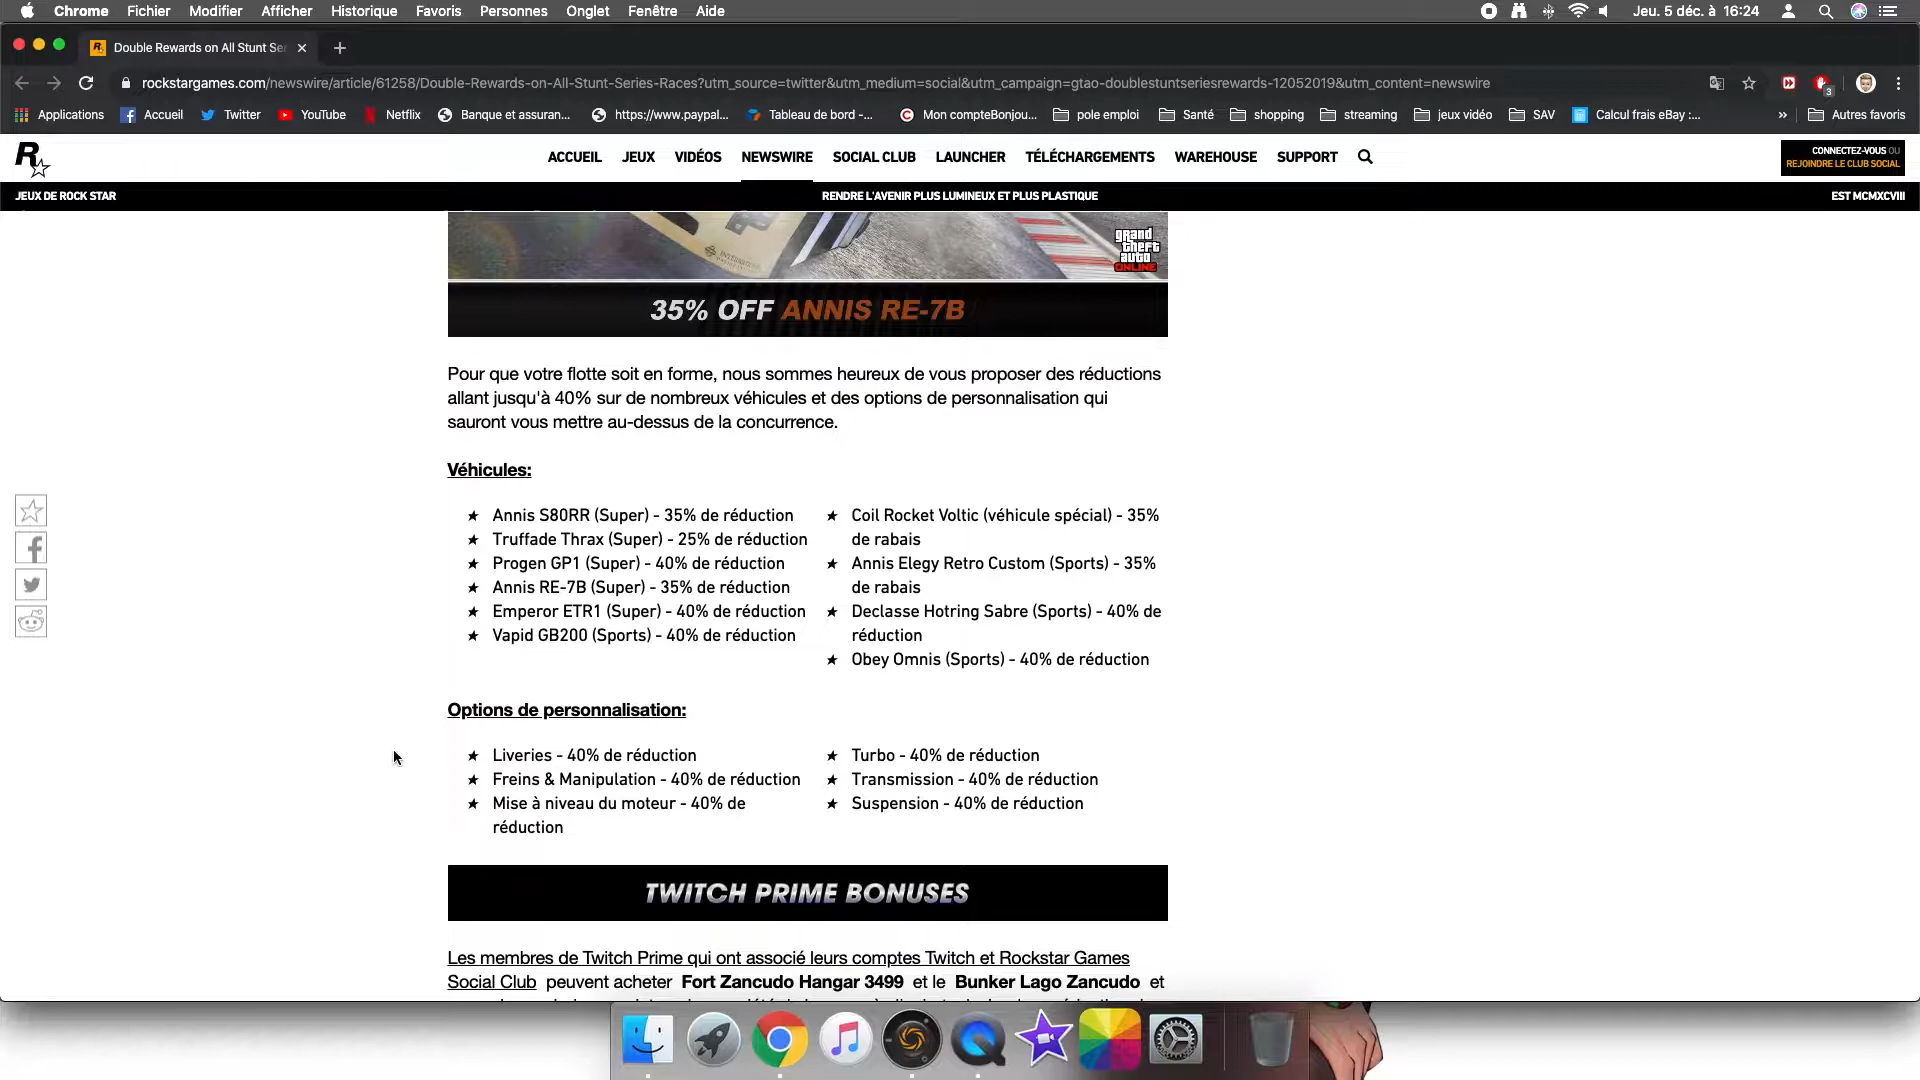 Chrome Fichier Modifier Afficher Historique Favoris Personnes Onglet Fenêtre Aide Jeu. 5 déc. à 16:24
Double Rewards on All Stunt Ser
rockstargames.com/newswire/article/61258/Double-Rewards-on-All-Stunt-Series-Races?utm_source=twitter&utm_medium=social&utm_campaign=gtao-doublestuntseriesrewards-12052019&utm_content=newswire
3
Applications Accueil Twitter YouTube Netflix Banque et assuran... https://www.paypal... Tableau de bord -... Mon compteBonjou... pole emploi Santé shopping streaming jeux vidéo SAV Calcul frais eBay :... » Autres favoris
R
ACCUEIL JEUX VIDÉOS NEWSWIRE SOCIAL CLUB LAUNCHER TÉLÉCHARGEMENTS WAREHOUSE SUPPORT
CONNECTEZ-VOUS OU
REJOINDRE LE CLUB SOCIAL
JEUX DE ROCK STAR RENDRE L'AVENIR PLUS LUMINEUX ET PLUS PLASTIQUE EST MCMXCVIII
grand
theft
auto
ONLINE
35% OFF ANNIS RE-7B
Pour que votre flotte soit en forme, nous sommes heureux de vous proposer des réductions
allant jusqu'à 40% sur de nombreux véhicules et des options de personnalisation qui
sauront vous mettre au-dessus de la concurrence.
Véhicules:
★ Annis S80RR (Super) - 35% de réduction
★ Truffade Thrax (Super) - 25% de réduction
★ Progen GP1 (Super) - 40% de réduction
★ Annis RE-7B (Super) - 35% de réduction
★ Emperor ETR1 (Super) - 40% de réduction
★ Vapid GB200 (Sports) - 40% de réduction
★ Coil Rocket Voltic (véhicule spécial) - 35%
de rabais
★ Annis Elegy Retro Custom (Sports) - 35%
de rabais
★ Declasse Hotring Sabre (Sports) - 40% de
réduction
★ Obey Omnis (Sports) - 40% de réduction
Options de personnalisation:
★ Liveries - 40% de réduction
★ Freins & Manipulation - 40% de réduction
★ Mise à niveau du moteur - 40% de
réduction
★ Turbo - 40% de réduction
★ Transmission - 40% de réduction
★ Suspension - 40% de réduction
TWITCH PRIME BONUSES
Les membres de Twitch Prime qui ont associé leurs comptes Twitch et Rockstar Games
Social Club peuvent acheter Fort Zancudo Hangar 3499 et le Bunker Lago Zancudo et